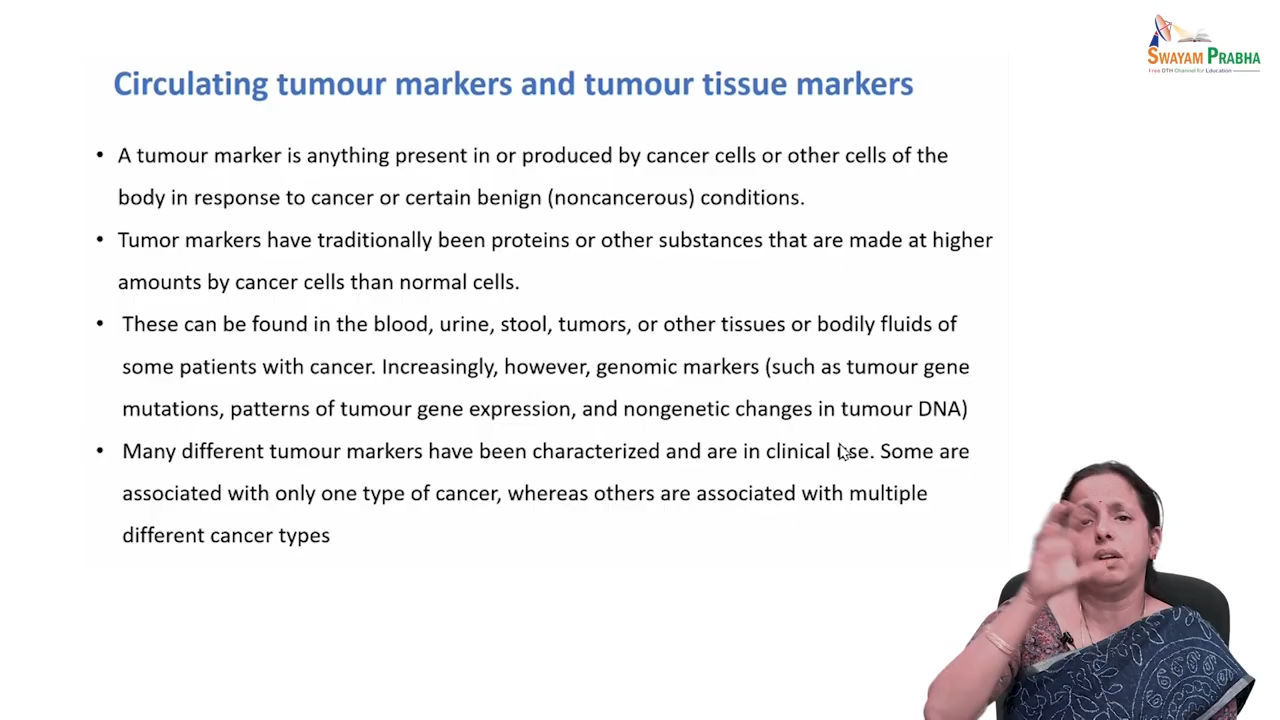 SWAYAM PRABHA
Free DTH Channel for Education
Circulating tumour markers and tumour tissue markers
• A tumour marker is anything present in or produced by cancer cells or other cells of the
body in response to cancer or certain benign (noncancerous) conditions.
• Tumor markers have traditionally been proteins or other substances that are made at higher
amounts by cancer cells than normal cells.
• These can be found in the blood, urine, stool, tumors, or other tissues or bodily fluids of
some patients with cancer. Increasingly, however, genomic markers (such as tumour gene
mutations, patterns of tumour gene expression, and nongenetic changes in tumour DNA)
• Many different tumour markers have been characterized and are in clinical use. Some are
associated with only one type of cancer, whereas others are associated with multiple
different cancer types